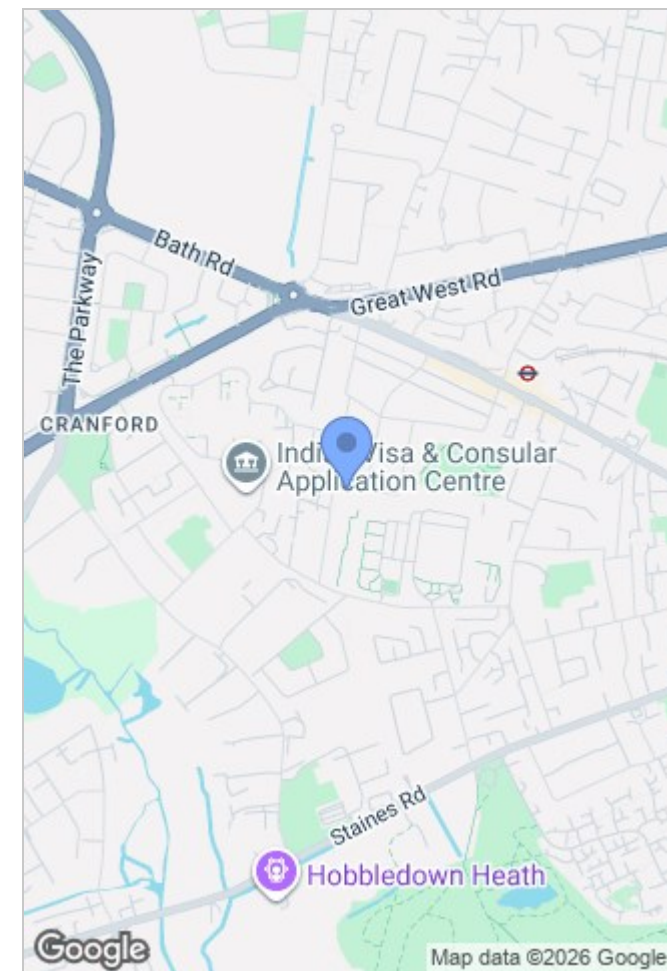 Bath Rd
Great West Rd
The Parkway
CRANFORD
India Visa & Consular
Application Centre
Staines Rd
Hobbledown Heath
Google
Map data ©2026 Google